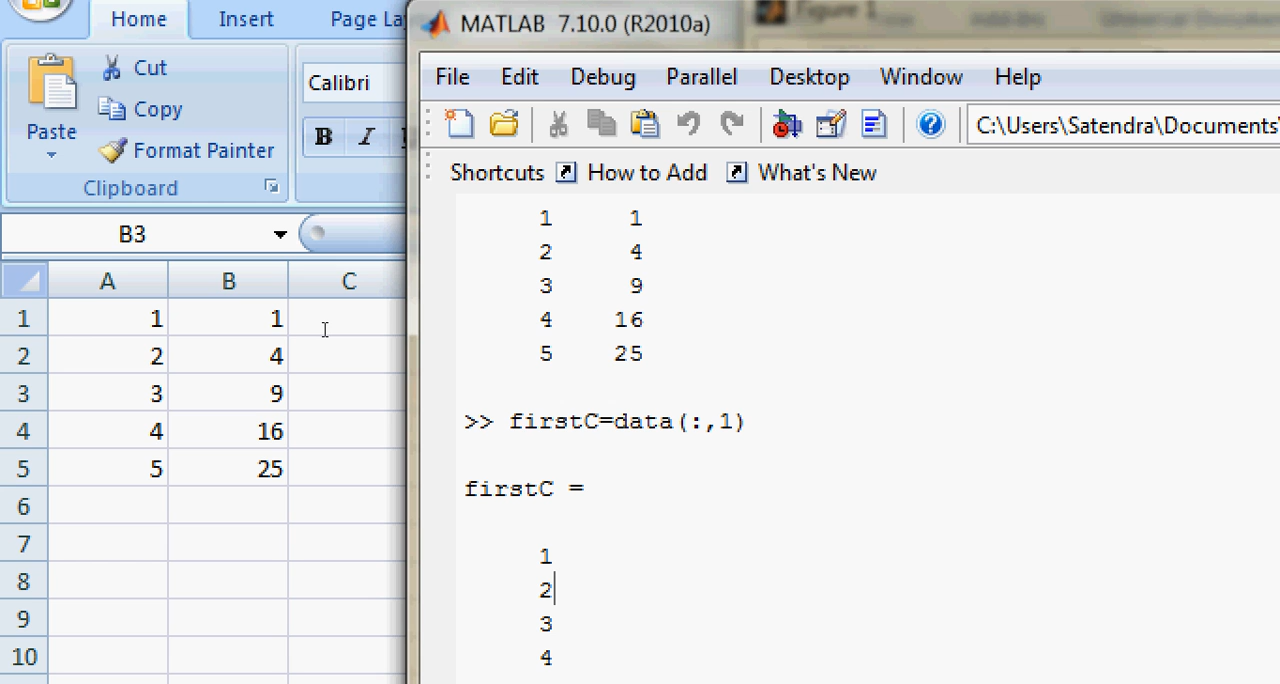 Home Insert Page La
Cut
Copy
Paste
Format Painter
Clipboard
Calibri
B I
B3
A B C
1 1 1
2 2 4
3 3 9
4 4 16
5 5 25
6
7
8
9
10
MATLAB 7.10.0 (R2010a)
Figure 1
File Edit Debug Parallel Desktop Window Help
C:\Users\Satendra\Documents\
Shortcuts How to Add What's New
1 1
2 4
3 9
4 16
5 25
>> firstC=data(:,1)
firstC =
1
2
3
4